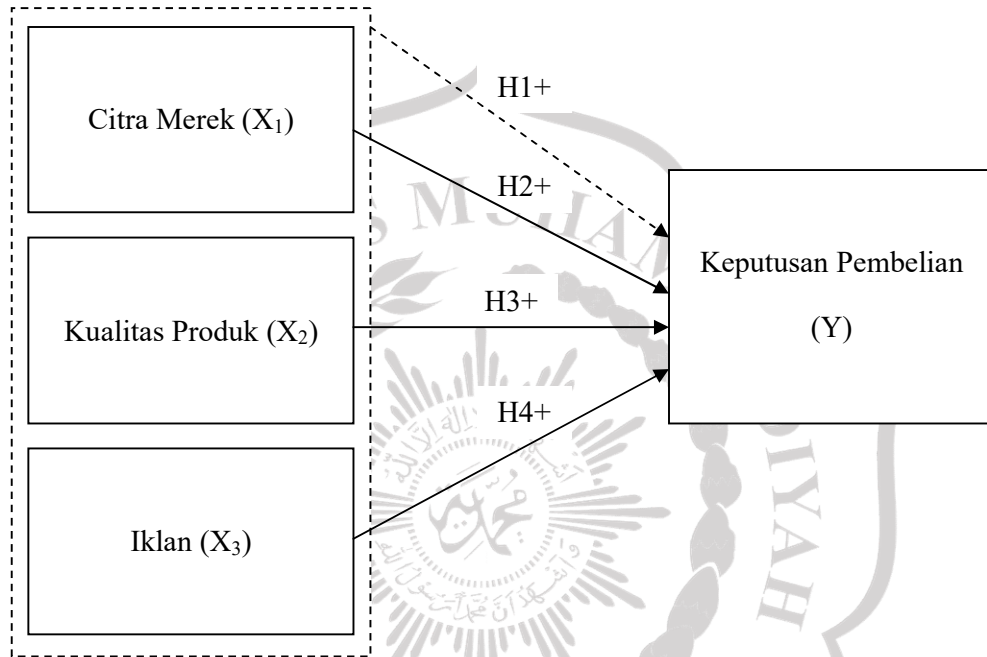 Citra Merek (X₁)
Kualitas Produk (X₂)
Iklan (X₃)
H1+
H2+
H3+
H4+
Keputusan Pembelian
(Y)